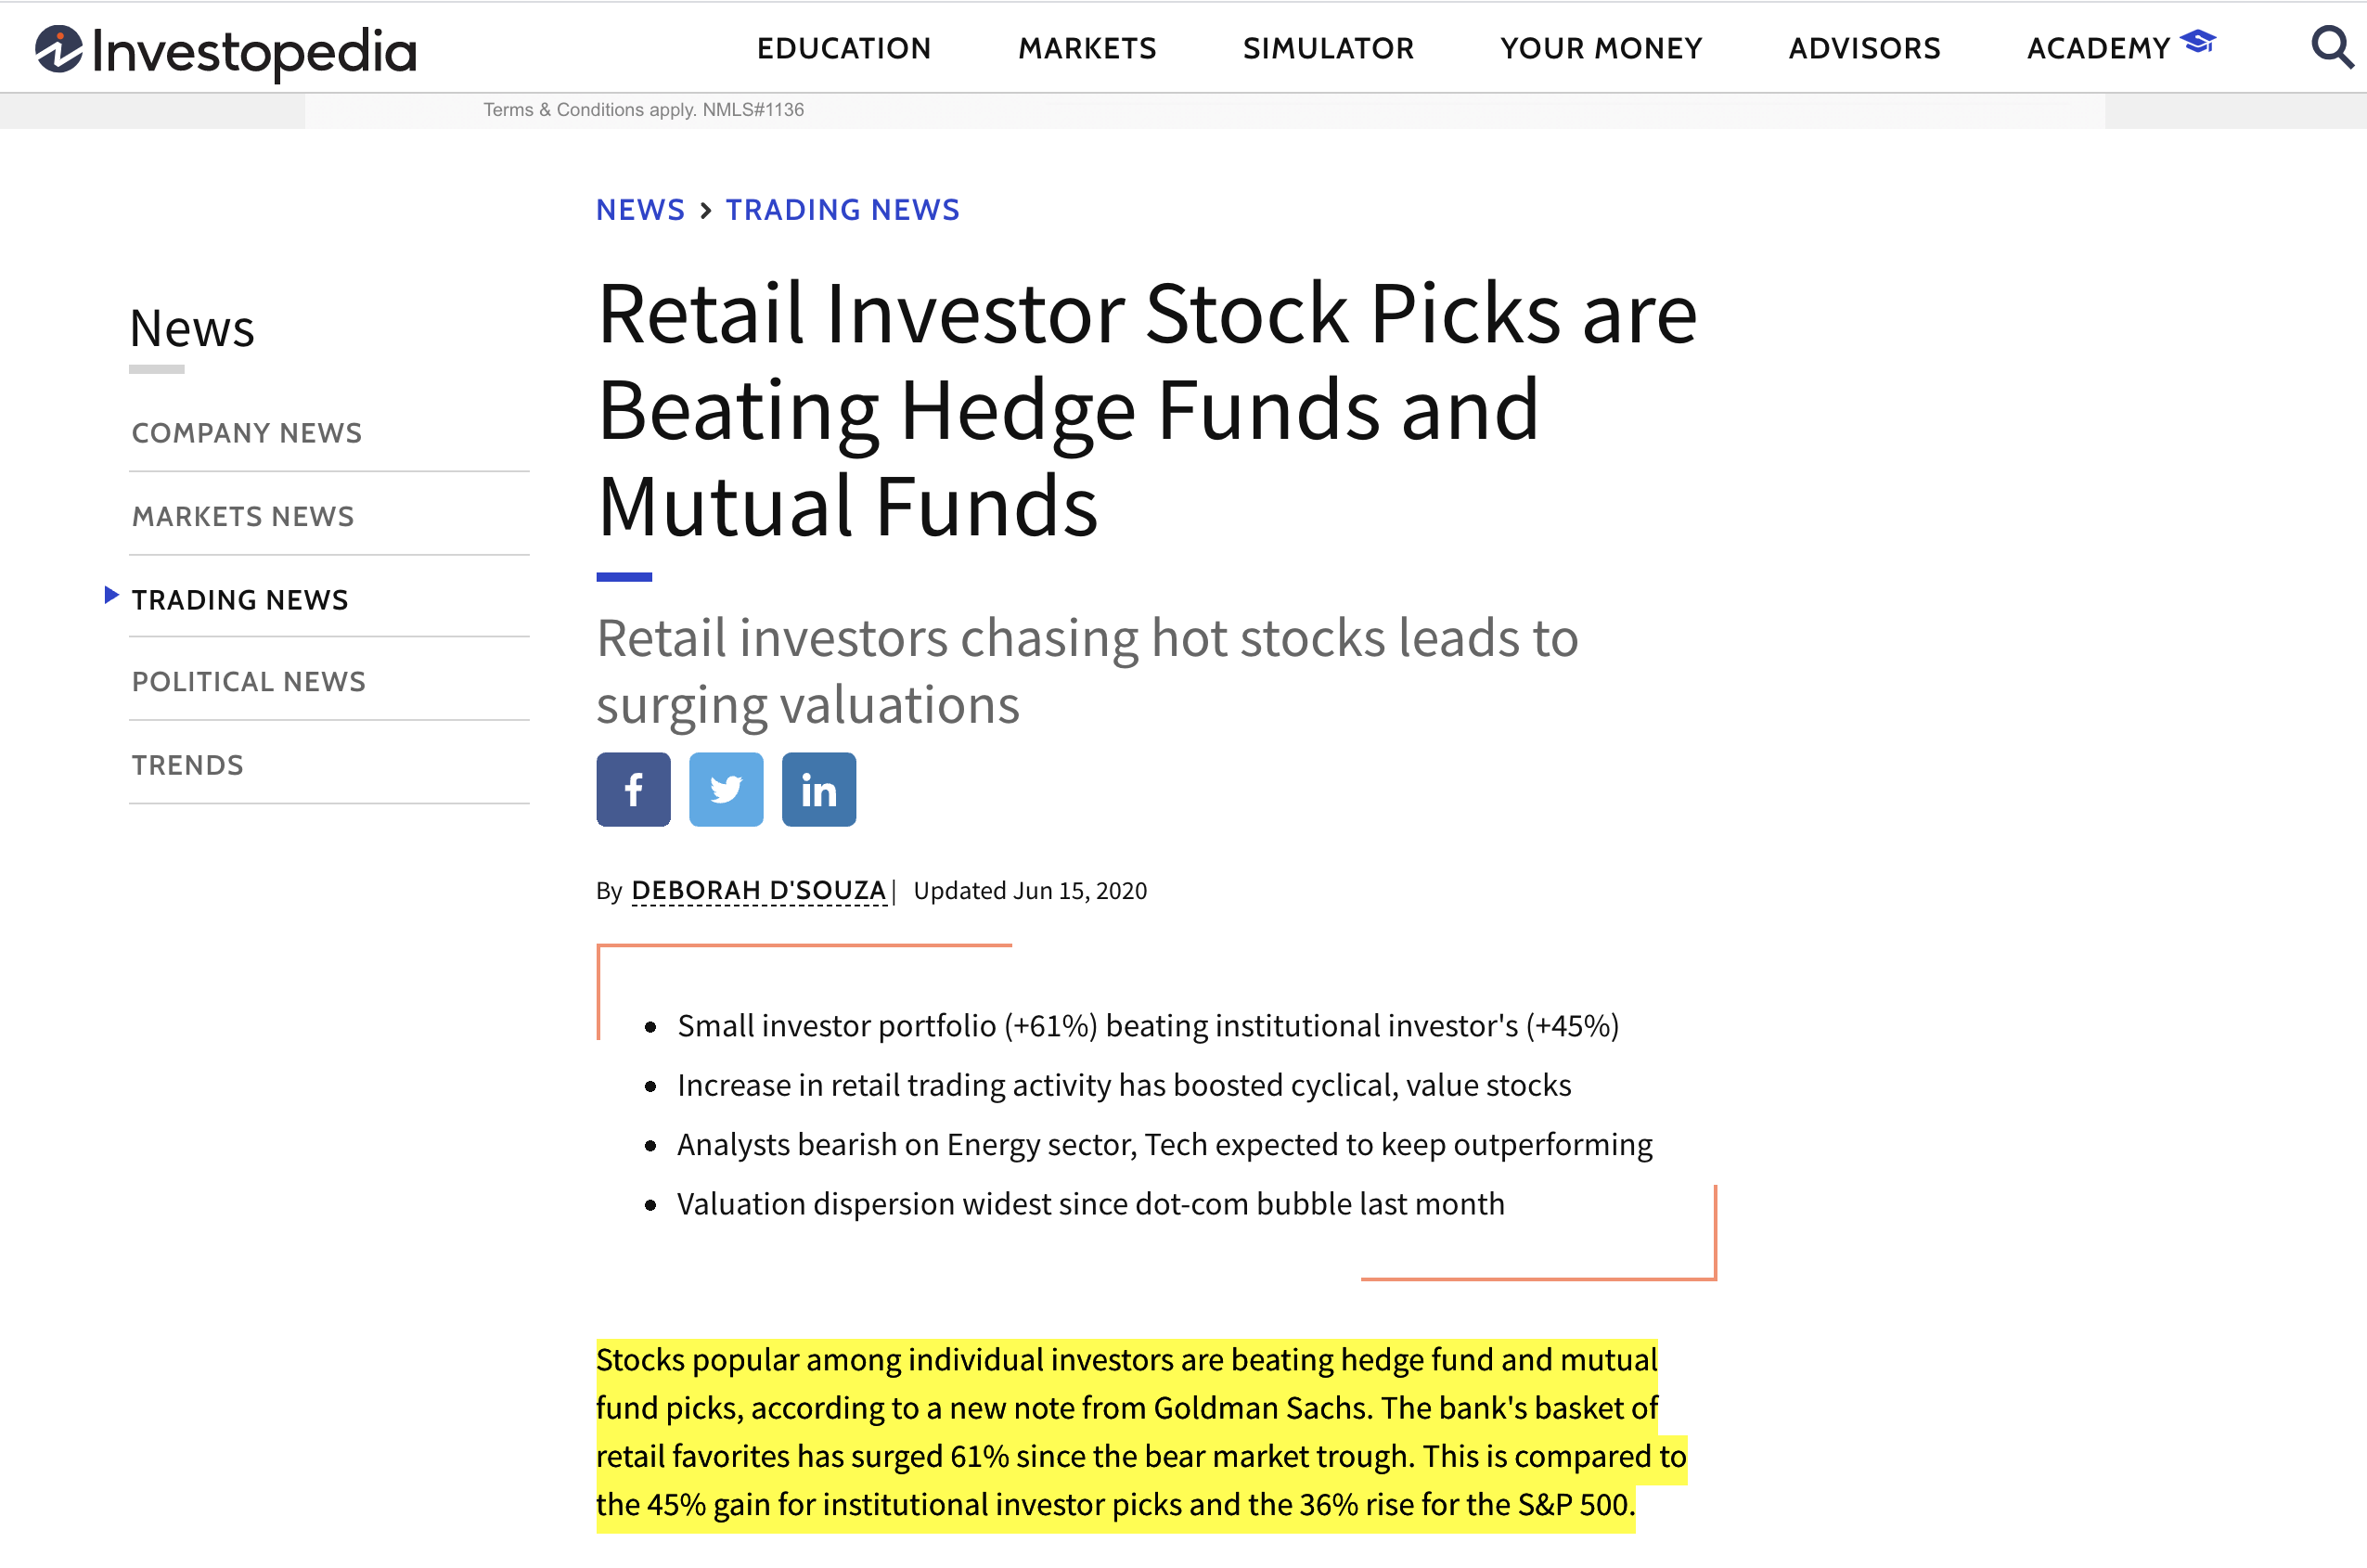 Investopedia
EDUCATION MARKETS SIMULATOR YOUR MONEY ADVISORS ACADEMY
Terms & Conditions apply. NMLS#1136
NEWS > TRADING NEWS
News
COMPANY NEWS
MARKETS NEWS
TRADING NEWS
POLITICAL NEWS
TRENDS
Retail Investor Stock Picks are
Beating Hedge Funds and
Mutual Funds
Retail investors chasing hot stocks leads to
surging valuations
f in
By DEBORAH D'SOUZA | Updated Jun 15, 2020
• Small investor portfolio (+61%) beating institutional investor's (+45%)
• Increase in retail trading activity has boosted cyclical, value stocks
• Analysts bearish on Energy sector, Tech expected to keep outperforming
• Valuation dispersion widest since dot-com bubble last month
Stocks popular among individual investors are beating hedge fund and mutual
fund picks, according to a new note from Goldman Sachs. The bank's basket of
retail favorites has surged 61% since the bear market trough. This is compared to
the 45% gain for institutional investor picks and the 36% rise for the S&P 500.